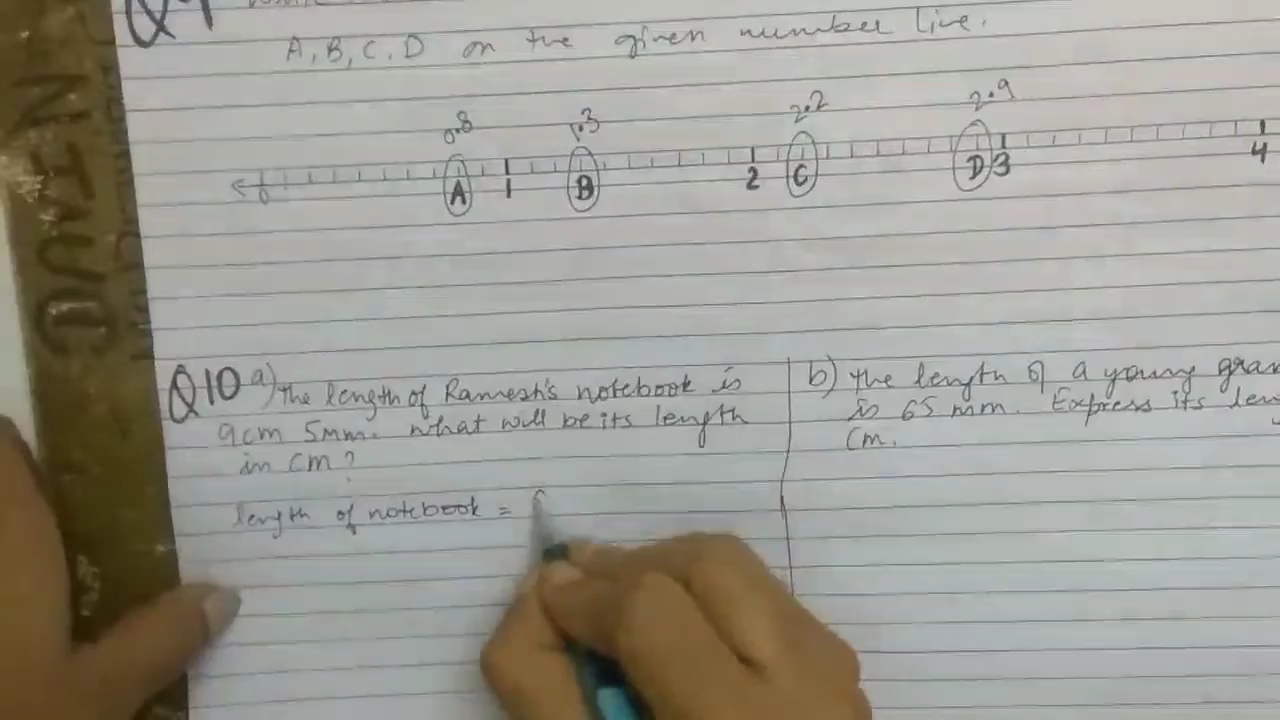 Q9
A, B, C, D on the given number line.
0.8 1.3 2.2 2.9
0 A 1 B 2 C D 3 4
Q10 a) The length of Ramesh's notebook is
9cm 5mm. What will be its length
in cm?
length of notebook =
b) The length of a young gram
is 65 mm. Express its len
cm.